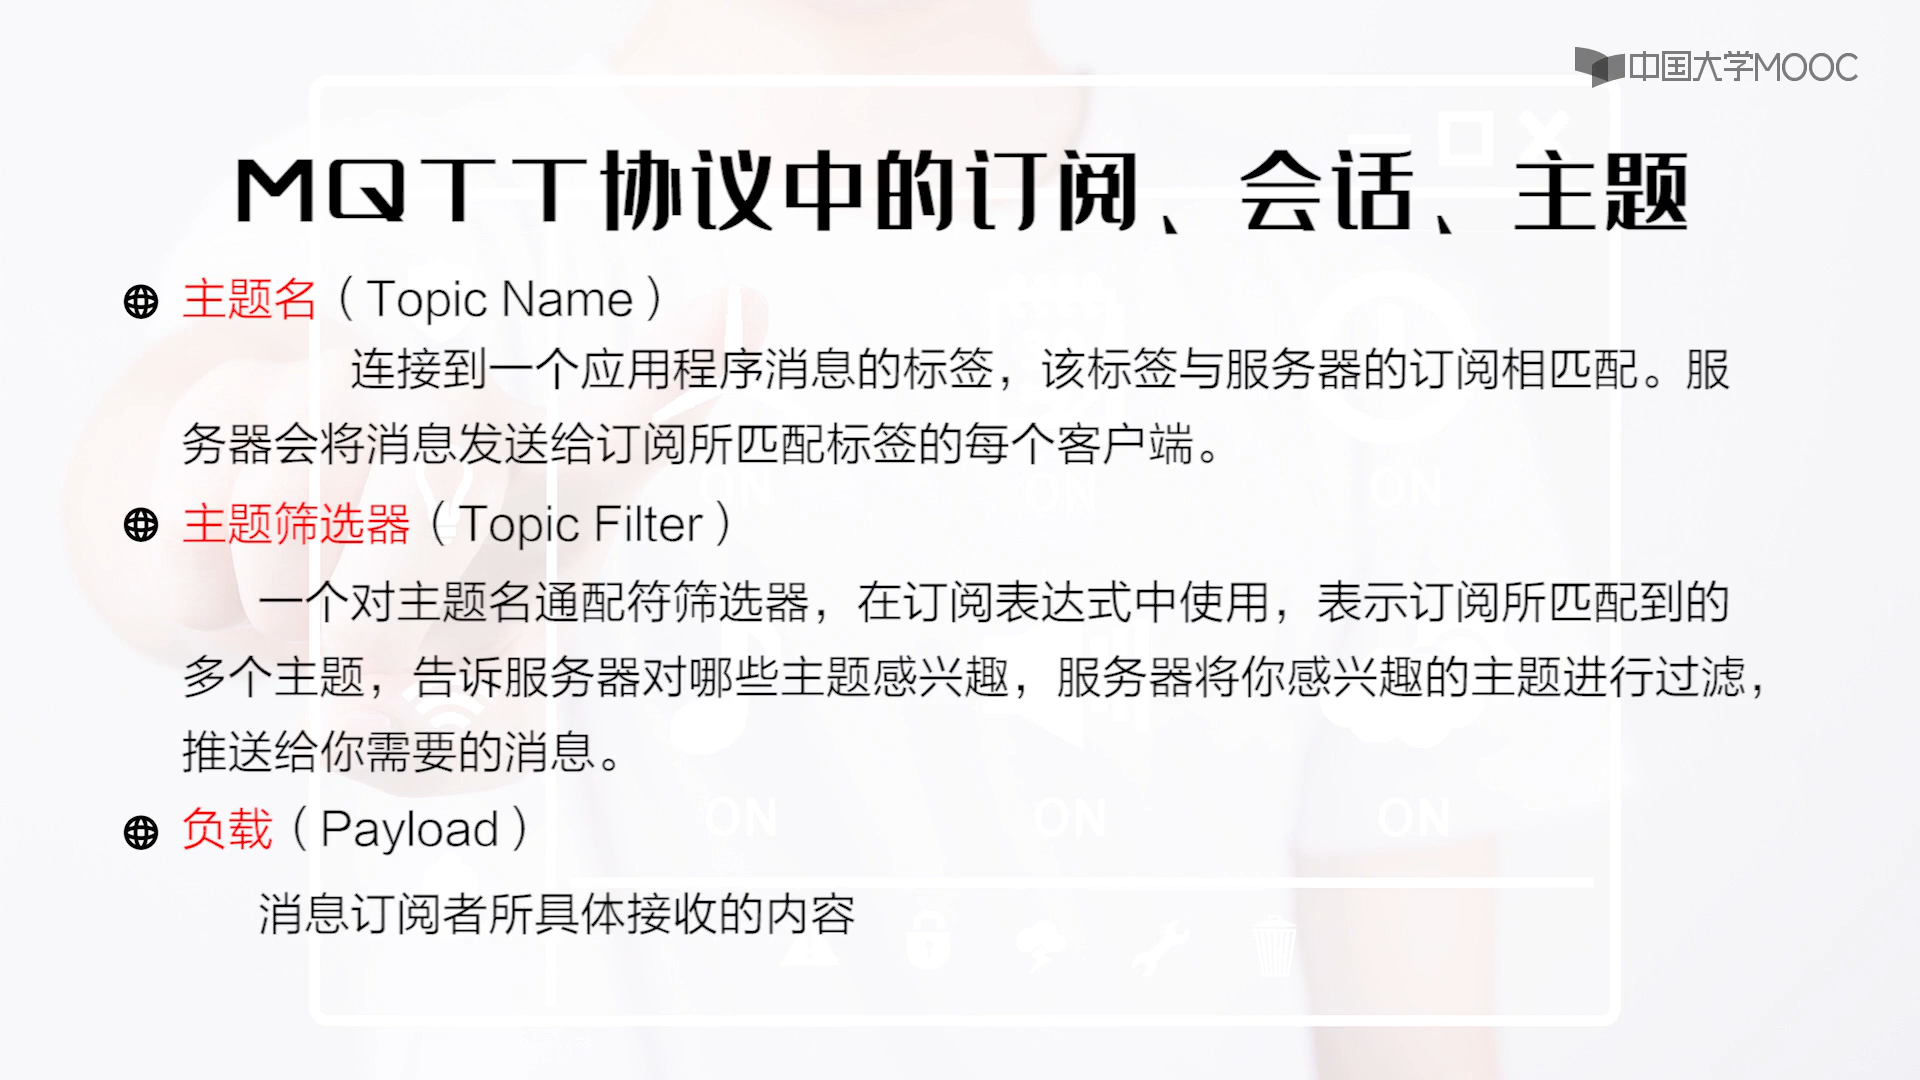 中国大学MOOC
MQTT协议中的订阅、会话、主题
主题名（Topic Name）
连接到一个应用程序消息的标签，该标签与服务器的订阅相匹配。服
务器会将消息发送给订阅所匹配标签的每个客户端。
主题筛选器（Topic Filter）
一个对主题名通配符筛选器，在订阅表达式中使用，表示订阅所匹配到的
多个主题，告诉服务器对哪些主题感兴趣，服务器将你感兴趣的主题进行过滤，
推送给你需要的消息。
负载（Payload）
消息订阅者所具体接收的内容
ON ON ON
ON ON ON